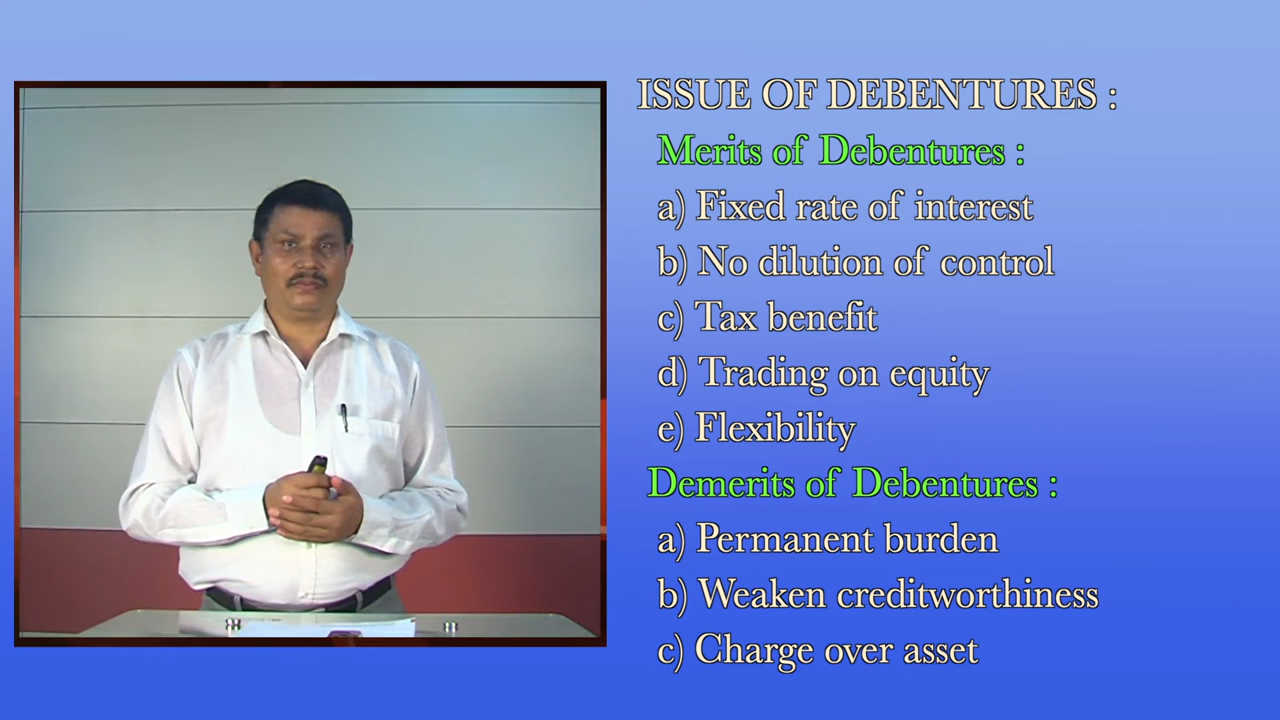 ISSUE OF DEBENTURES :
Merits of Debentures :
a) Fixed rate of interest
b) No dilution of control
c) Tax benefit
d) Trading on equity
e) Flexibility
Demerits of Debentures :
a) Permanent burden
b) Weaken creditworthiness
c) Charge over asset